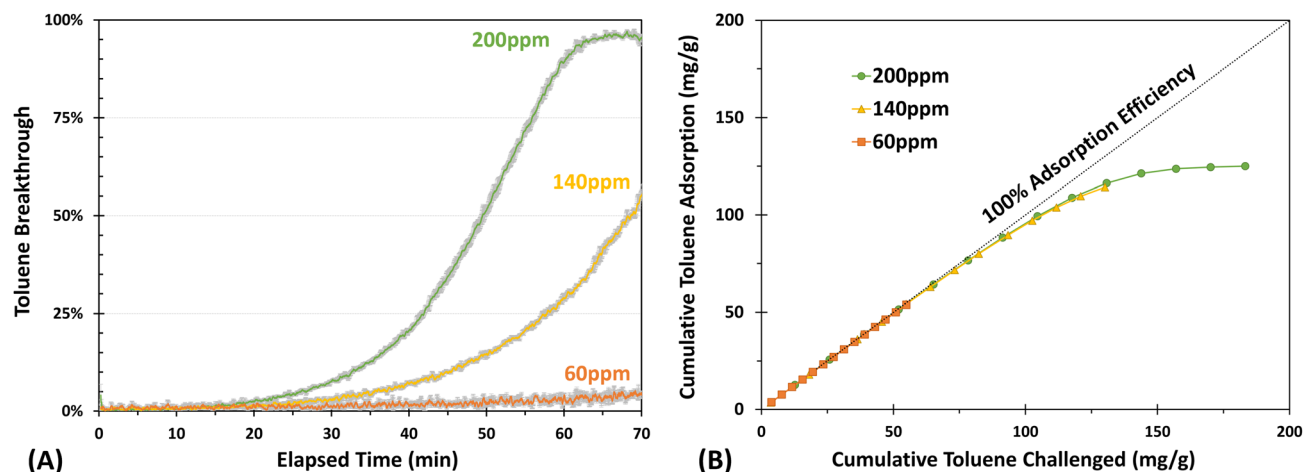 Toluene Breakthrough
100%
75%
50%
25%
0%
200ppm
140ppm
60ppm
0 10 20 30 40 50 60 70
Elapsed Time (min)
(A)
Cumulative Toluene Adsorption (mg/g)
200
150
100
50
0
200ppm
140ppm
60ppm
100% Adsorption Efficiency
0 50 100 150 200
Cumulative Toluene Challenged (mg/g)
(B)